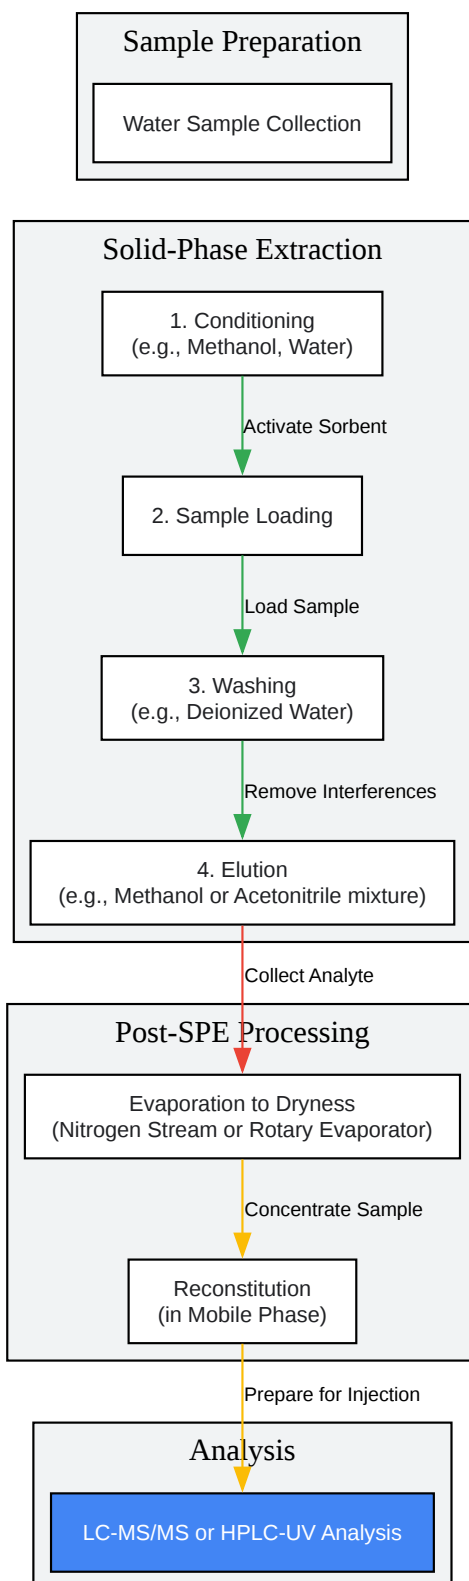 Sample Preparation
Water Sample Collection
Solid-Phase Extraction
1. Conditioning
(e.g., Methanol, Water)
Activate Sorbent
2. Sample Loading
Load Sample
3. Washing
(e.g., Deionized Water)
Remove Interferences
4. Elution
(e.g., Methanol or Acetonitrile mixture)
Collect Analyte
Post-SPE Processing
Evaporation to Dryness
(Nitrogen Stream or Rotary Evaporator)
Concentrate Sample
Reconstitution
(in Mobile Phase)
Prepare for Injection
Analysis
LC-MS/MS or HPLC-UV Analysis